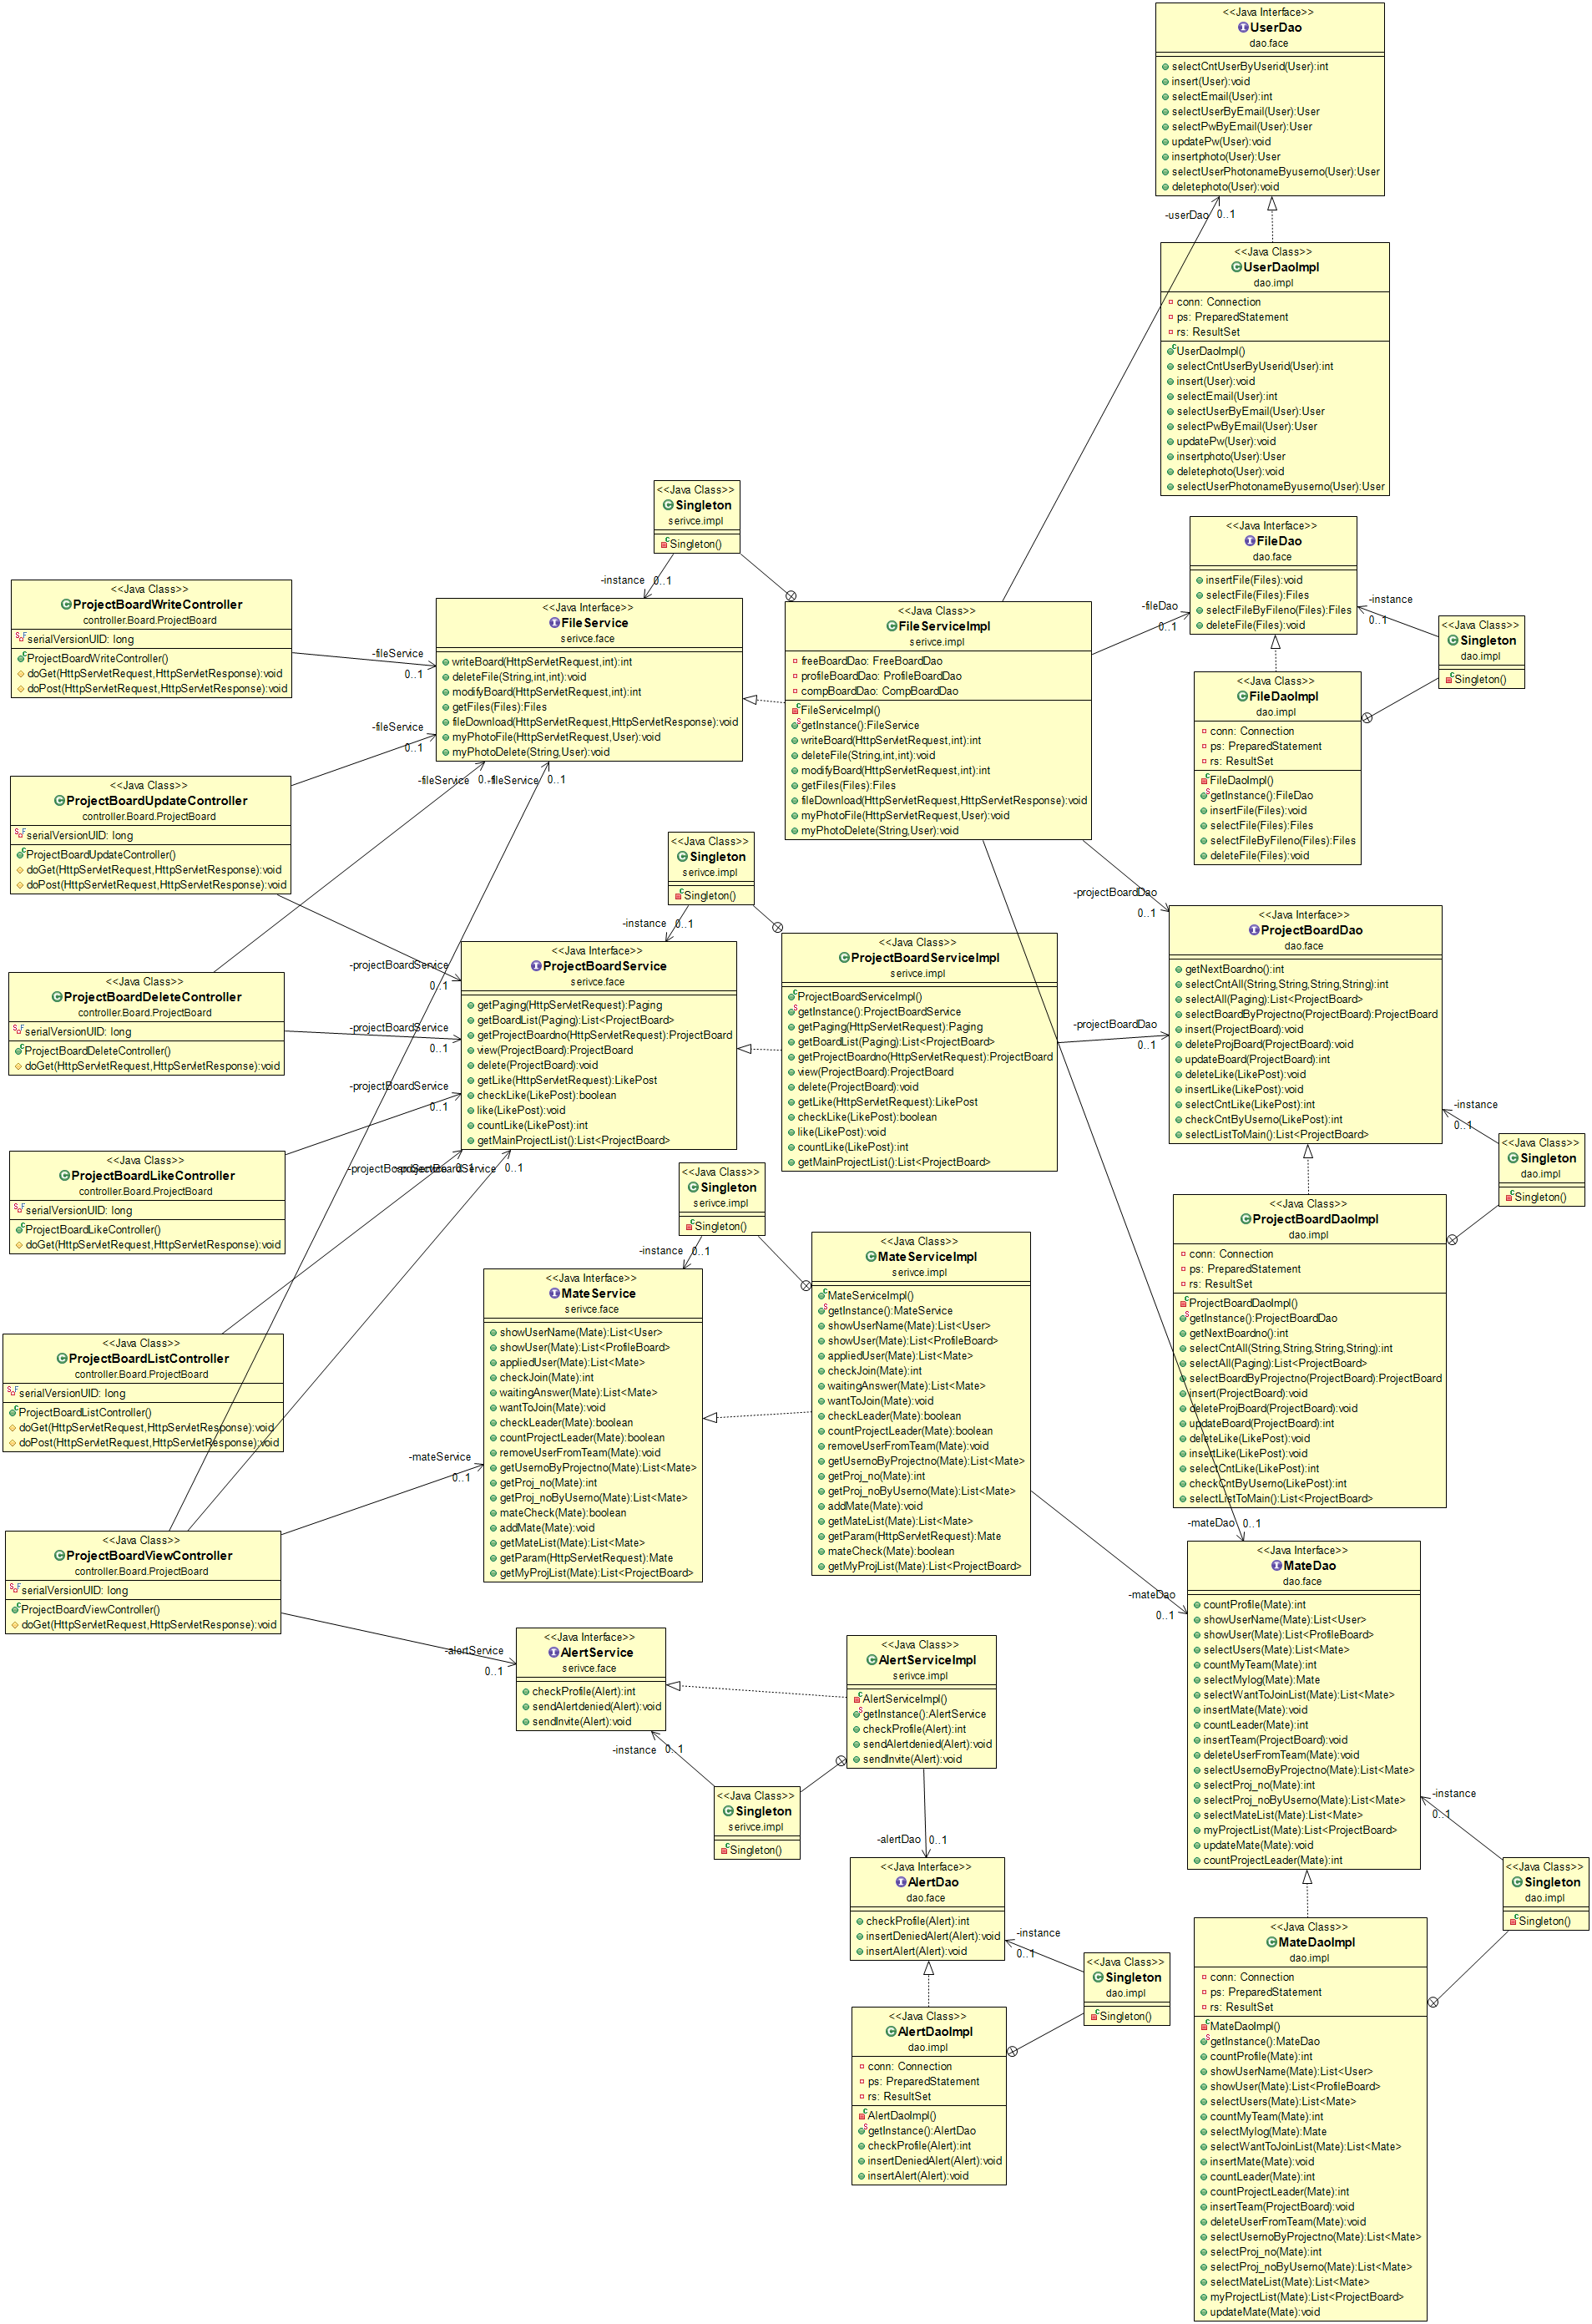 <<Java Interface>>
UserDao
dao.face
selectCntUserByUserid(User):int
insert(User):void
selectEmail(User):int
selectUserByEmail(User):User
selectPwByEmail(User):User
updatePw(User):void
insertphoto(User):User
selectUserPhotonameByuserno(User):User
deletephoto(User):void
-userDao
0..1
<<Java Class>>
UserDaoImpl
dao.impl
conn: Connection
ps: PreparedStatement
rs: ResultSet
UserDaoImpl()
selectCntUserByUserid(User):int
insert(User):void
selectEmail(User):int
selectUserByEmail(User):User
selectPwByEmail(User):User
updatePw(User):void
insertphoto(User):User
deletephoto(User):void
selectUserPhotonameByuserno(User):User
<<Java Class>>
Singleton
serivce.impl
Singleton()
-instance
0..1
<<Java Interface>>
FileDao
dao.face
insertFile(Files):void
selectFile(Files):Files
selectFileByFileno(Files):Files
deleteFile(Files):void
-fileDao
0..1
-instance
0..1
<<Java Class>>
Singleton
dao.impl
Singleton()
<<Java Class>>
ProjectBoardWriteController
controller.Board.ProjectBoard
serialVersionUID: long
ProjectBoardWriteController()
doGet(HttpServletRequest,HttpServletResponse):void
doPost(HttpServletRequest,HttpServletResponse):void
-fileService
0..1
<<Java Interface>>
FileService
serivce.face
writeBoard(HttpServletRequest,int):int
deleteFile(String,int,int):void
modifyBoard(HttpServletRequest,int):int
getFiles(Files):Files
fileDownload(HttpServletRequest,HttpServletResponse):void
myPhotoFile(HttpServletRequest,User):void
myPhotoDelete(String,User):void
<<Java Class>>
FileServiceImpl
serivce.impl
freeBoardDao: FreeBoardDao
profileBoardDao: ProfileBoardDao
compBoardDao: CompBoardDao
FileServiceImpl()
getInstance():FileService
writeBoard(HttpServletRequest,int):int
deleteFile(String,int,int):void
modifyBoard(HttpServletRequest,int):int
getFiles(Files):Files
fileDownload(HttpServletRequest,HttpServletResponse):void
myPhotoFile(HttpServletRequest,User):void
myPhotoDelete(String,User):void
<<Java Class>>
FileDaoImpl
dao.impl
conn: Connection
ps: PreparedStatement
rs: ResultSet
FileDaoImpl()
getInstance():FileDao
insertFile(Files):void
selectFile(Files):Files
selectFileByFileno(Files):Files
deleteFile(Files):void
-fileService
0..1
-fileService
0..1
-fileService
0..1
<<Java Class>>
ProjectBoardUpdateController
controller.Board.ProjectBoard
serialVersionUID: long
ProjectBoardUpdateController()
doGet(HttpServletRequest,HttpServletResponse):void
doPost(HttpServletRequest,HttpServletResponse):void
<<Java Class>>
Singleton
serivce.impl
Singleton()
-instance
0..1
-projectBoardDao
0..1
<<Java Class>>
ProjectBoardDeleteController
controller.Board.ProjectBoard
serialVersionUID: long
ProjectBoardDeleteController()
doGet(HttpServletRequest,HttpServletResponse):void
-projectBoardService
0..1
-projectBoardService
0..1
-projectBoardService
0..1
<<Java Interface>>
ProjectBoardService
serivce.face
getPaging(HttpServletRequest):Paging
getBoardList(Paging):List<ProjectBoard>
getProjectBoardno(HttpServletRequest):ProjectBoard
view(ProjectBoard):ProjectBoard
delete(ProjectBoard):void
getLike(HttpServletRequest):LikePost
checkLike(LikePost):boolean
like(LikePost):void
countLike(LikePost):int
getMainProjectList():List<ProjectBoard>
<<Java Class>>
ProjectBoardServiceImpl
serivce.impl
ProjectBoardServiceImpl()
getInstance():ProjectBoardService
getPaging(HttpServletRequest):Paging
getBoardList(Paging):List<ProjectBoard>
getProjectBoardno(HttpServletRequest):ProjectBoard
view(ProjectBoard):ProjectBoard
delete(ProjectBoard):void
getLike(HttpServletRequest):LikePost
checkLike(LikePost):boolean
like(LikePost):void
countLike(LikePost):int
getMainProjectList():List<ProjectBoard>
-projectBoardDao
0..1
<<Java Interface>>
ProjectBoardDao
dao.face
getNextBoardno():int
selectCntAll(String,String,String,String):int
selectAll(Paging):List<ProjectBoard>
selectBoardByProjectno(ProjectBoard):ProjectBoard
insert(ProjectBoard):void
deleteProjBoard(ProjectBoard):void
updateBoard(ProjectBoard):int
deleteLike(LikePost):void
insertLike(LikePost):void
selectCntLike(LikePost):int
checkCntByUserno(LikePost):int
selectListToMain():List<ProjectBoard>
-instance
0..1
<<Java Class>>
Singleton
dao.impl
Singleton()
<<Java Class>>
ProjectBoardLikeController
controller.Board.ProjectBoard
serialVersionUID: long
ProjectBoardLikeController()
doGet(HttpServletRequest,HttpServletResponse):void
-projectBoardService
0..1
-projectBoardService
0..1
<<Java Class>>
Singleton
serivce.impl
Singleton()
-instance
0..1
<<Java Class>>
ProjectBoardDaoImpl
dao.impl
conn: Connection
ps: PreparedStatement
rs: ResultSet
ProjectBoardDaoImpl()
getInstance():ProjectBoardDao
getNextBoardno():int
selectCntAll(String,String,String,String):int
selectAll(Paging):List<ProjectBoard>
selectBoardByProjectno(ProjectBoard):ProjectBoard
insert(ProjectBoard):void
deleteProjBoard(ProjectBoard):void
updateBoard(ProjectBoard):int
deleteLike(LikePost):void
insertLike(LikePost):void
selectCntLike(LikePost):int
checkCntByUserno(LikePost):int
selectListToMain():List<ProjectBoard>
<<Java Class>>
ProjectBoardListController
controller.Board.ProjectBoard
serialVersionUID: long
ProjectBoardListController()
doGet(HttpServletRequest,HttpServletResponse):void
doPost(HttpServletRequest,HttpServletResponse):void
<<Java Interface>>
MateService
serivce.face
showUserName(Mate):List<User>
showUser(Mate):List<ProfileBoard>
appliedUser(Mate):List<Mate>
checkJoin(Mate):int
waitingAnswer(Mate):List<Mate>
wantToJoin(Mate):void
checkLeader(Mate):boolean
countProjectLeader(Mate):boolean
removeUserFromTeam(Mate):void
getUsernoByProjectno(Mate):List<Mate>
getProj_no(Mate):int
getProj_noByUserno(Mate):List<Mate>
mateCheck(Mate):boolean
addMate(Mate):void
getMateList(Mate):List<Mate>
getParam(HttpServletRequest):Mate
getMyProjList(Mate):List<ProjectBoard>
<<Java Class>>
MateServiceImpl
serivce.impl
MateServiceImpl()
getInstance():MateService
showUserName(Mate):List<User>
showUser(Mate):List<ProfileBoard>
appliedUser(Mate):List<Mate>
checkJoin(Mate):int
waitingAnswer(Mate):List<Mate>
wantToJoin(Mate):void
checkLeader(Mate):boolean
countProjectLeader(Mate):boolean
removeUserFromTeam(Mate):void
getUsernoByProjectno(Mate):List<Mate>
getProj_no(Mate):int
getProj_noByUserno(Mate):List<Mate>
addMate(Mate):void
getMateList(Mate):List<Mate>
getParam(HttpServletRequest):Mate
mateCheck(Mate):boolean
getMyProjList(Mate):List<ProjectBoard>
-mateService
0..1
<<Java Class>>
ProjectBoardViewController
controller.Board.ProjectBoard
serialVersionUID: long
ProjectBoardViewController()
doGet(HttpServletRequest,HttpServletResponse):void
-alertService
0..1
-mateDao
0..1
-mateDao
0..1
<<Java Interface>>
MateDao
dao.face
countProfile(Mate):int
showUserName(Mate):List<User>
showUser(Mate):List<ProfileBoard>
selectUsers(Mate):List<Mate>
countMyTeam(Mate):int
selectMylog(Mate):Mate
selectWantToJoinList(Mate):List<Mate>
insertMate(Mate):void
countLeader(Mate):int
insertTeam(ProjectBoard):void
deleteUserFromTeam(Mate):void
selectUsernoByProjectno(Mate):List<Mate>
selectProj_no(Mate):int
selectProj_noByUserno(Mate):List<Mate>
selectMateList(Mate):List<Mate>
myProjectList(Mate):List<ProjectBoard>
updateMate(Mate):void
countProjectLeader(Mate):int
<<Java Interface>>
AlertService
serivce.face
checkProfile(Alert):int
sendAlertdenied(Alert):void
sendInvite(Alert):void
<<Java Class>>
AlertServiceImpl
serivce.impl
AlertServiceImpl()
getInstance():AlertService
checkProfile(Alert):int
sendAlertdenied(Alert):void
sendInvite(Alert):void
-instance
0..1
<<Java Class>>
Singleton
serivce.impl
Singleton()
-alertDao
0..1
<<Java Interface>>
AlertDao
dao.face
checkProfile(Alert):int
insertDeniedAlert(Alert):void
insertAlert(Alert):void
-instance
0..1
<<Java Class>>
Singleton
dao.impl
Singleton()
<<Java Class>>
AlertDaoImpl
dao.impl
conn: Connection
ps: PreparedStatement
rs: ResultSet
AlertDaoImpl()
getInstance():AlertDao
checkProfile(Alert):int
insertDeniedAlert(Alert):void
insertAlert(Alert):void
-instance
0..1
<<Java Class>>
Singleton
dao.impl
Singleton()
<<Java Class>>
MateDaoImpl
dao.impl
conn: Connection
ps: PreparedStatement
rs: ResultSet
MateDaoImpl()
getInstance():MateDao
countProfile(Mate):int
showUserName(Mate):List<User>
showUser(Mate):List<ProfileBoard>
selectUsers(Mate):List<Mate>
countMyTeam(Mate):int
selectMylog(Mate):Mate
selectWantToJoinList(Mate):List<Mate>
insertMate(Mate):void
countLeader(Mate):int
countProjectLeader(Mate):int
insertTeam(ProjectBoard):void
deleteUserFromTeam(Mate):void
selectUsernoByProjectno(Mate):List<Mate>
selectProj_no(Mate):int
selectProj_noByUserno(Mate):List<Mate>
selectMateList(Mate):List<Mate>
myProjectList(Mate):List<ProjectBoard>
updateMate(Mate):void